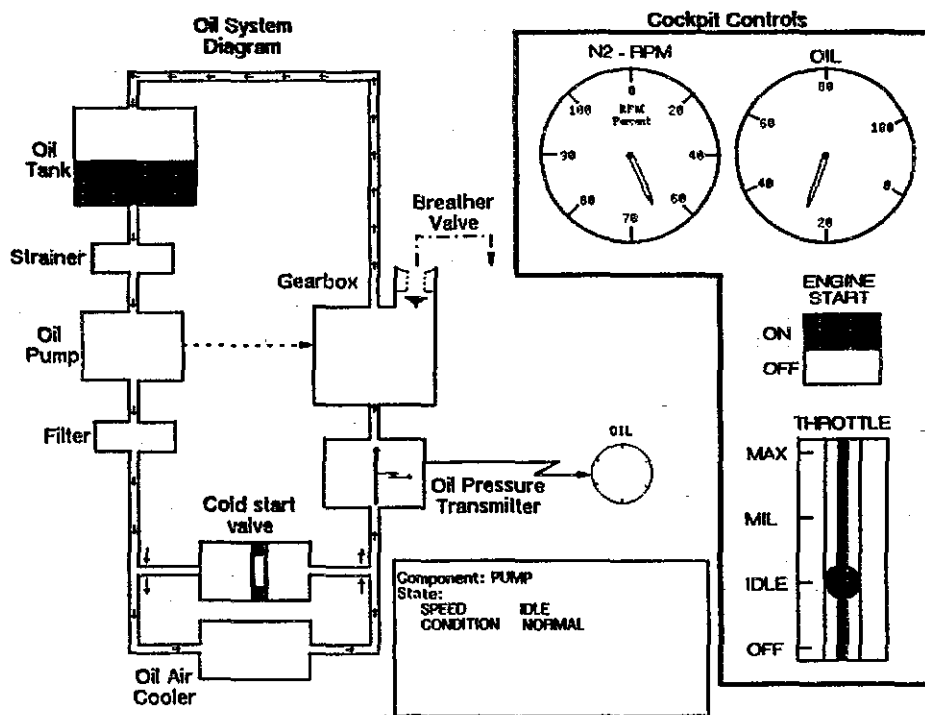 Oil System
Diagram
Oil
Tank
Strainer
Oil
Pump
Filter
Breather
Valve
Gearbox
OIL
Oil Pressure
Transmitter
Cold start
valve
Oil Air
Cooler
Component: PUMP
State:
SPEED IDLE
CONDITION NORMAL
Cockpit Controls
N2 - RPM
0
20
40
60
70
80
90
100
RPM
Percent
OIL
80
100
0
20
40
60
ENGINE
START
ON
OFF
THROTTLE
MAX
MIL
IDLE
OFF